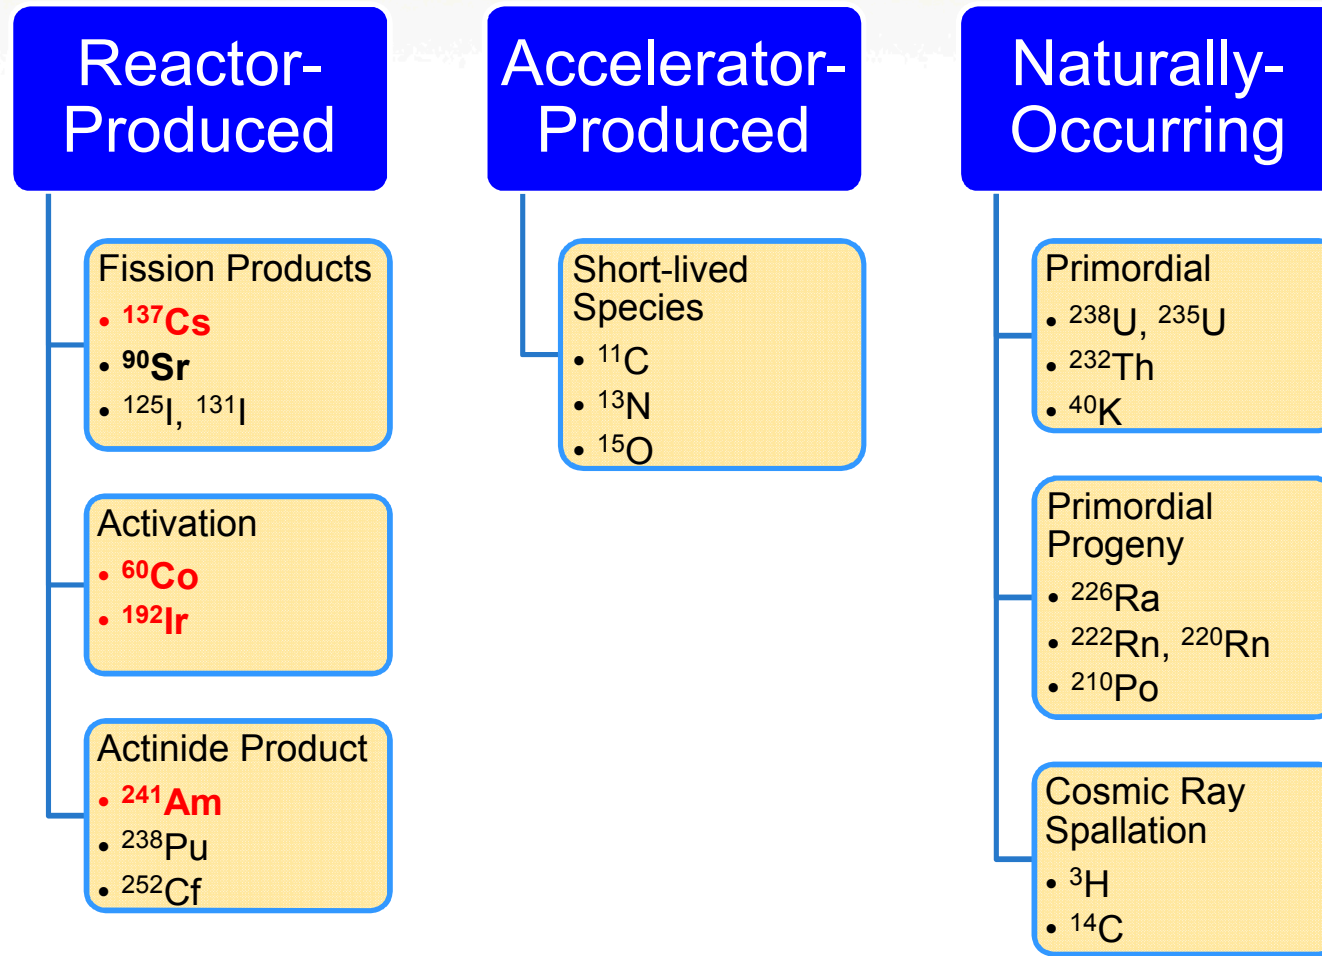 Reactor-
Produced
Fission Products
• ¹³⁷Cs
• ⁹⁰Sr
• ¹²⁵I, ¹³¹I
Activation
• ⁶⁰Co
• ¹⁹²Ir
Actinide Product
• ²⁴¹Am
• ²³⁸Pu
• ²⁵²Cf
Accelerator-
Produced
Short-lived
Species
• ¹¹C
• ¹³N
• ¹⁵O
Naturally-
Occurring
Primordial
• ²³⁸U, ²³⁵U
• ²³²Th
• ⁴⁰K
Primordial
Progeny
• ²²⁶Ra
• ²²²Rn, ²²⁰Rn
• ²¹⁰Po
Cosmic Ray
Spallation
• ³H
• ¹⁴C